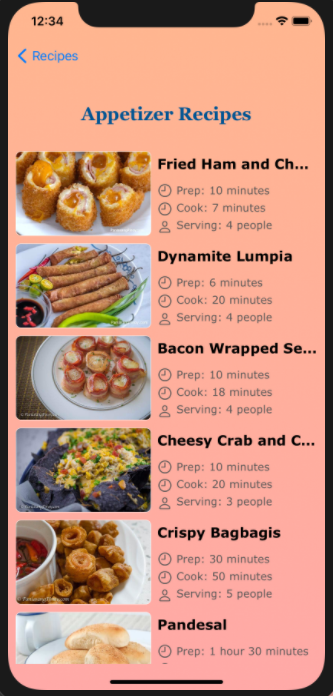 12:34
Recipes
Appetizer Recipes
Fried Ham and Ch...
Prep: 10 minutes
Cook: 7 minutes
Serving: 4 people
Dynamite Lumpia
Prep: 6 minutes
Cook: 20 minutes
Serving: 4 people
Bacon Wrapped Se...
Prep: 10 minutes
Cook: 18 minutes
Serving: 4 people
Cheesy Crab and C...
Prep: 10 minutes
Cook: 10 minutes
Serving: 3 people
Crispy Bagbagis
Prep: 30 minutes
Cook: 50 minutes
Serving: 5 people
Pandesal
Prep: 1 hour 30 minutes